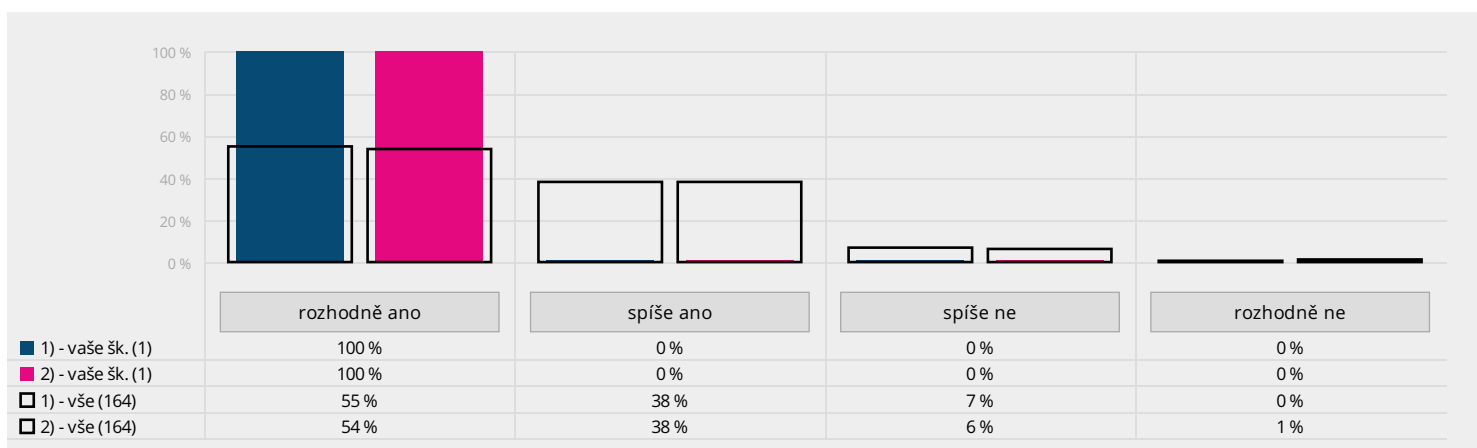 100 %
80 %
60 %
40 %
20 %
0 %
rozhodně ano spíše ano spíše ne rozhodně ne
1) - vaše šk. (1) 100 % 0 % 0 % 0 %
2) - vaše šk. (1) 100 % 0 % 0 % 0 %
1) - vše (164) 55 % 38 % 7 % 0 %
2) - vše (164) 54 % 38 % 6 % 1 %